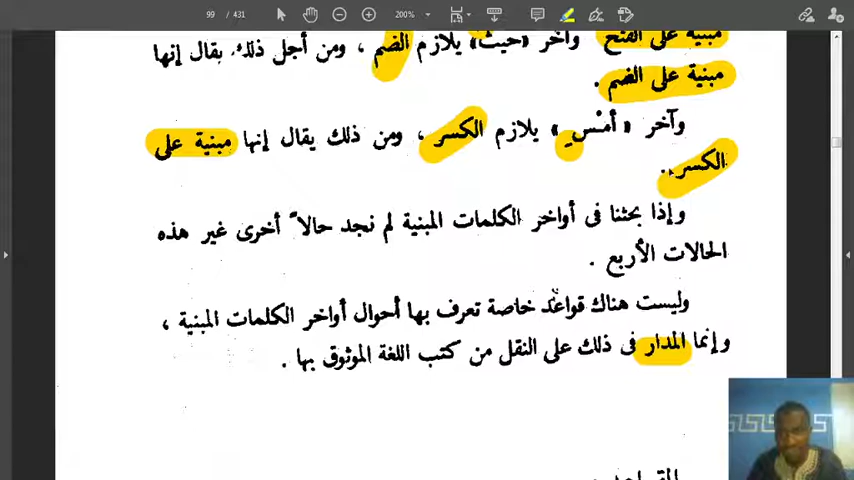 99 / 431
200%
مبنية على الفتح وآخر «حيث» يلازم الضم ، ومن أجل ذلك يقال إنها
مبنية على الضم .
وآخر « أمْسِ » يلازم الكسر ، ومن ذلك يقال إنها مبنية على
الكسر .
وإذا بحثنا فى أواخر الكلمات المبنية لم نجد حالاً أخرى غير هذه
الحالات الأربع .
وليست هناك قواعد خاصة تعرف بها أحوال أواخر الكلمات المبنية ،
وإنما المدار فى ذلك على النقل من كتب اللغة الموثوق بها .